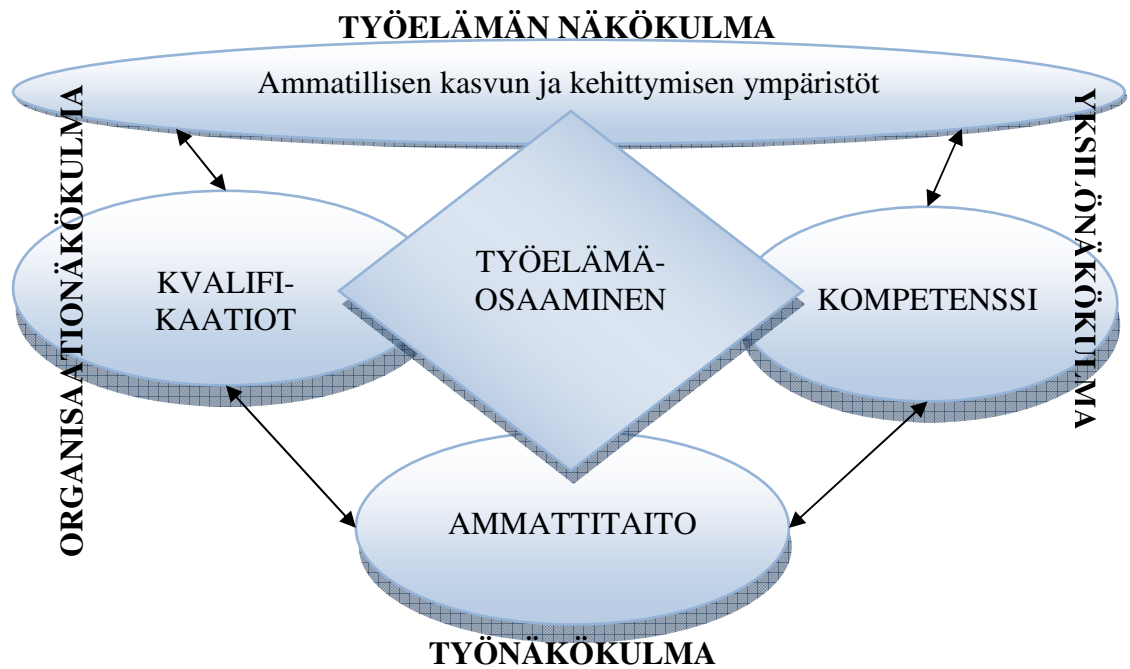 TYÖELÄMÄN NÄKÖKULMA
Ammatillisen kasvun ja kehittymisen ympäristöt
ORGANISAATIONÄKÖKULMA
YKSILÖNÄKÖKULMA
KVALIFI-
KAATIOT
TYÖELÄMÄ-
OSAAMINEN
KOMPETENSSI
AMMATTITAITO
TYÖNÄKÖKULMA